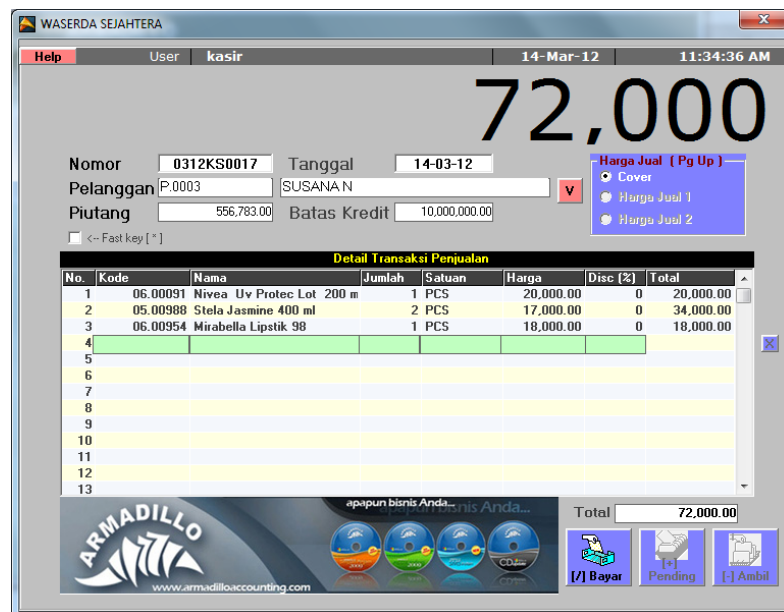 WASERDA SEJAHTERA
Help User kasir 14-Mar-12 11:34:36 AM
72,000
Nomor 0312KS0017 Tanggal 14-03-12
Pelanggan P.0003 SUSANA N V
Piutang 556,783.00 Batas Kredit 10,000,000.00
<-- Fast key [ * ]
Harga Jual ( Pg Up )
Cover
Harga Jual 1
Harga Jual 2
Detail Transaksi Penjualan
No. Kode Nama Jumlah Satuan Harga Disc (%) Total
1 06.00091 Nivea Uv Protec Lot 200 m 1 PCS 20,000.00 0 20,000.00
2 05.00988 Stela Jasmine 400 ml 2 PCS 17,000.00 0 34,000.00
3 06.00954 Mirabella Lipstik 98 1 PCS 18,000.00 0 18,000.00
4
5
6
7
8
9
10
11
12
13
ARMADILLO
www.armadilloaccounting.com
apapun bisnis Anda...
Total 72,000.00
[/] Bayar
[+] Pending
[-] Ambil